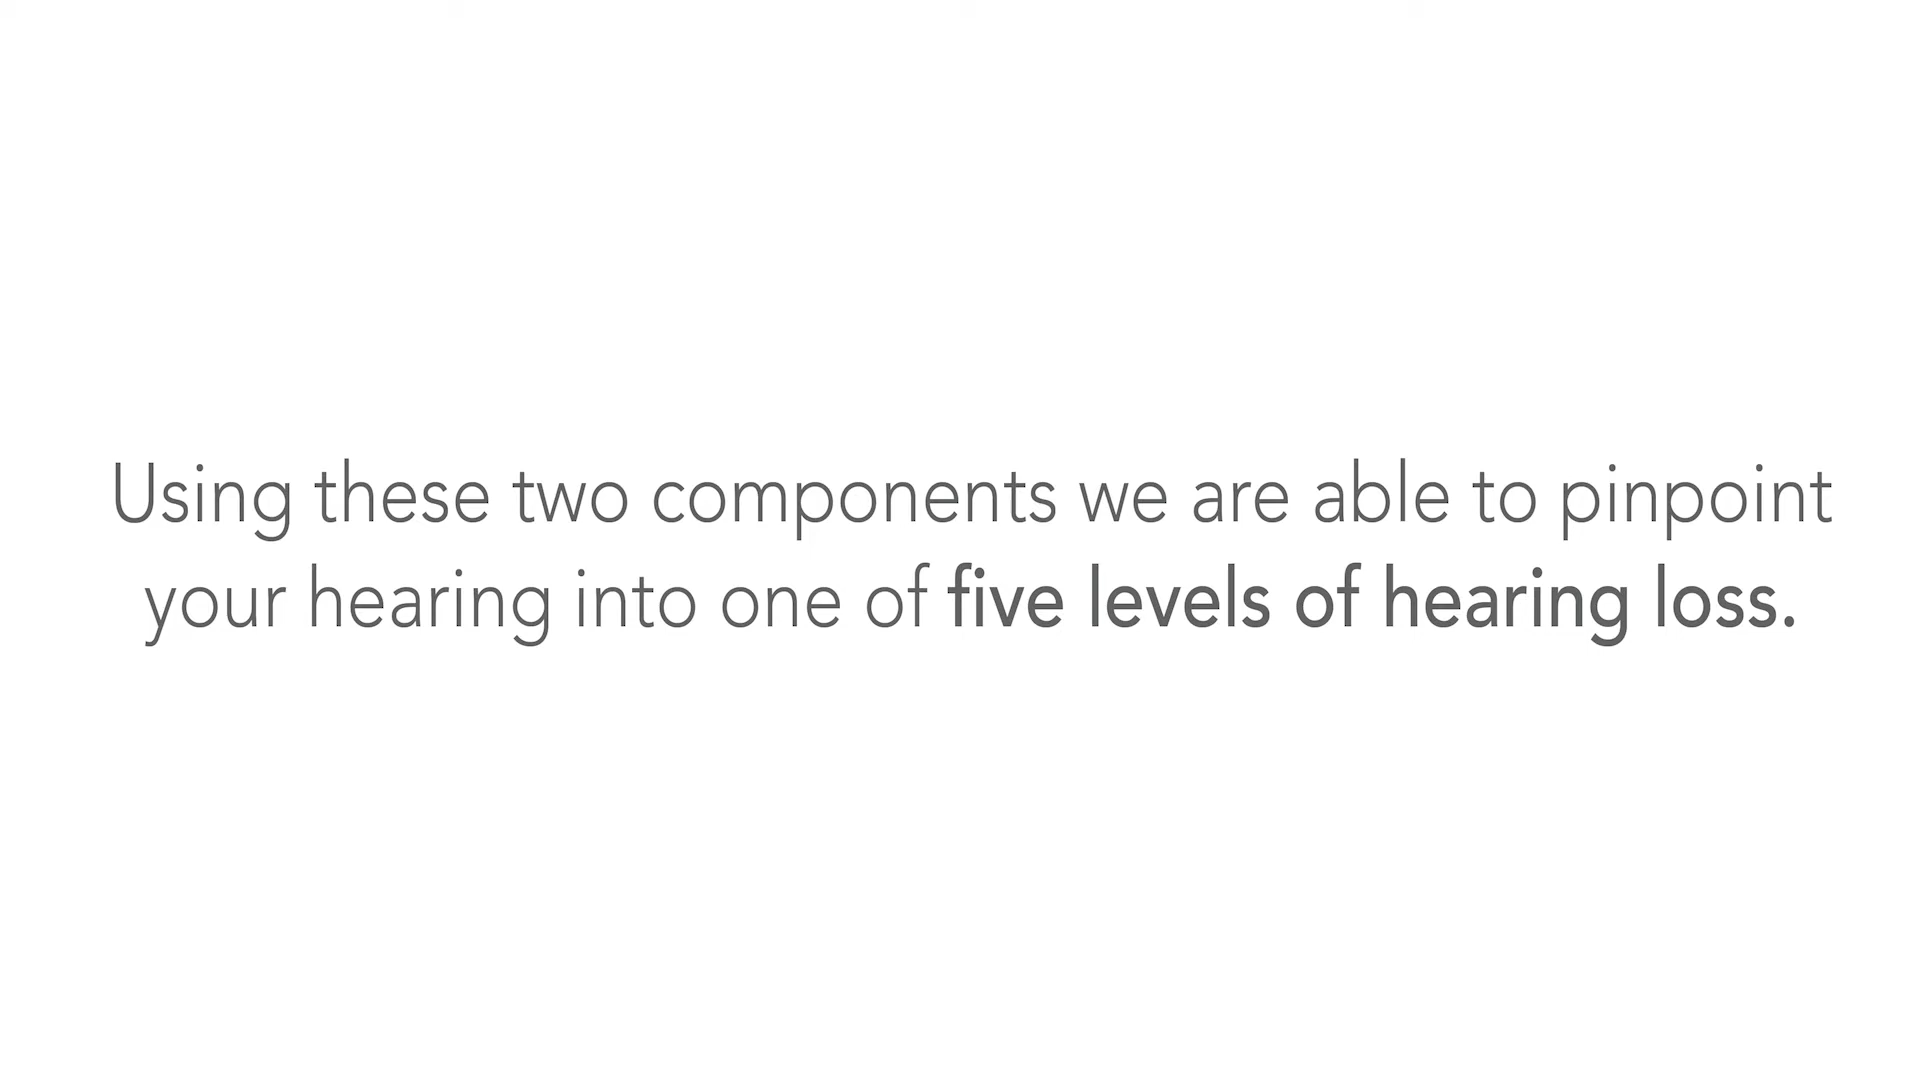 Using these two components we are able to pinpoint
your hearing into one of five levels of hearing loss.